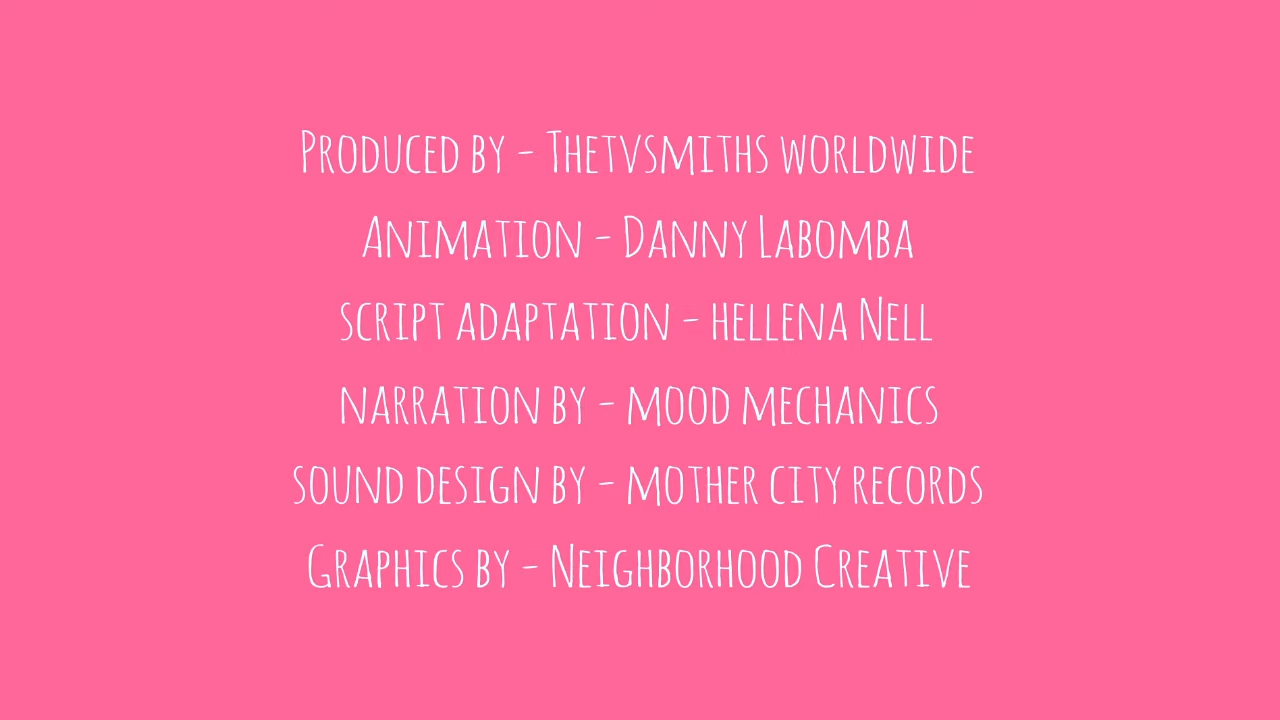 Produced by - Thetvsmiths worldwide
Animation - Danny Labomba
script adaptation - hellena Nell
narration by - mood mechanics
sound design by - mother city records
Graphics by - Neighborhood Creative